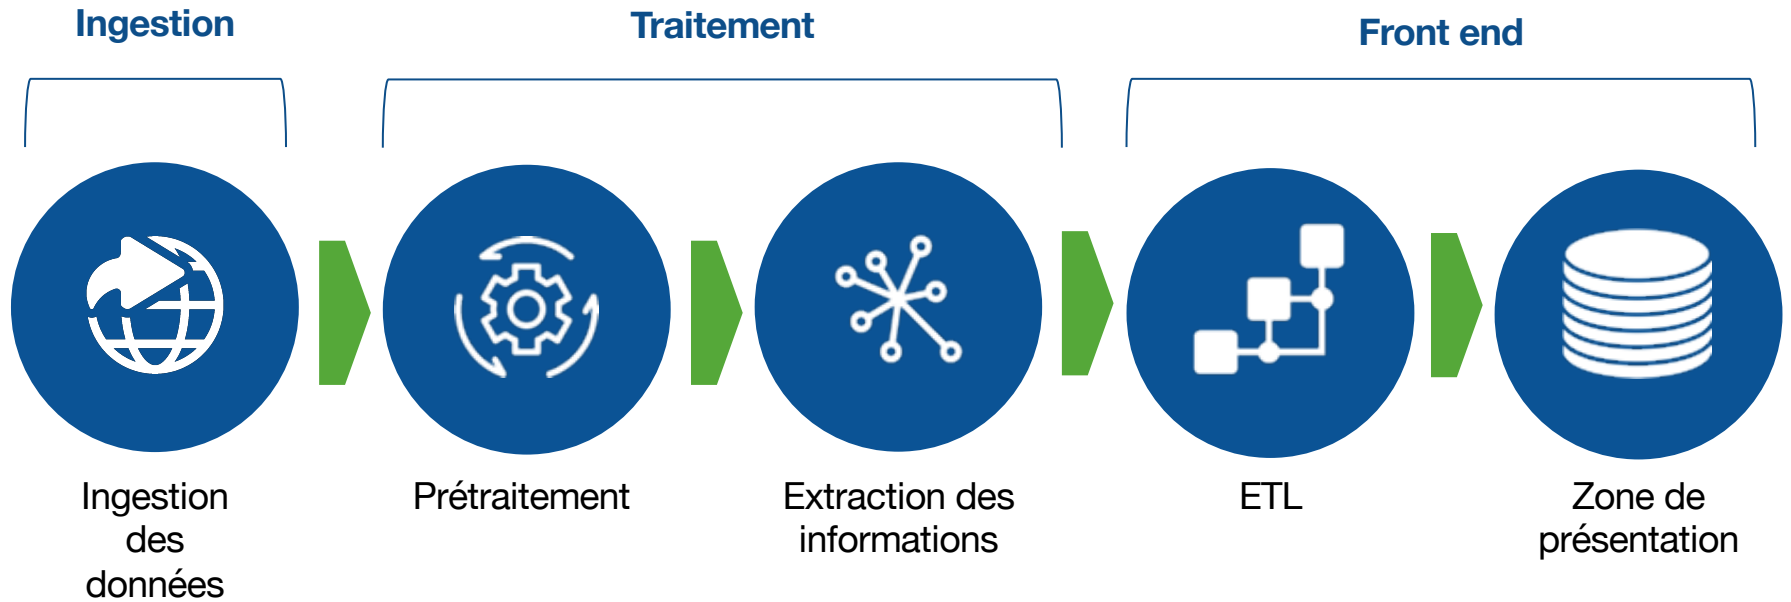 Ingestion
Traitement
Front end
Ingestion
des
données
Prétraitement
Extraction des
informations
ETL
Zone de
présentation